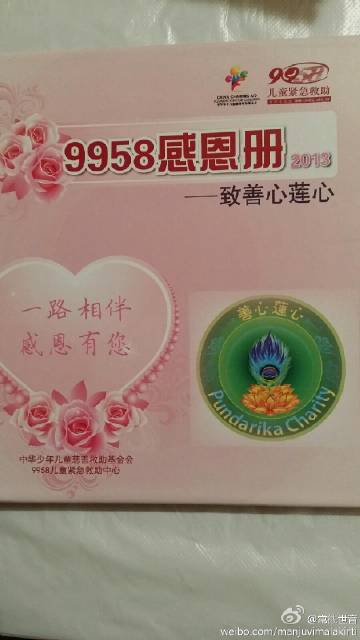 儿童紧急救助
9958感恩册 2013
——致善心莲心
一路相伴
感恩有您
善心蓮心
Pundarika Charity
中华少年儿童慈善救助基金会
9958儿童紧急救助中心
weibo.com/manjuvimalakirti